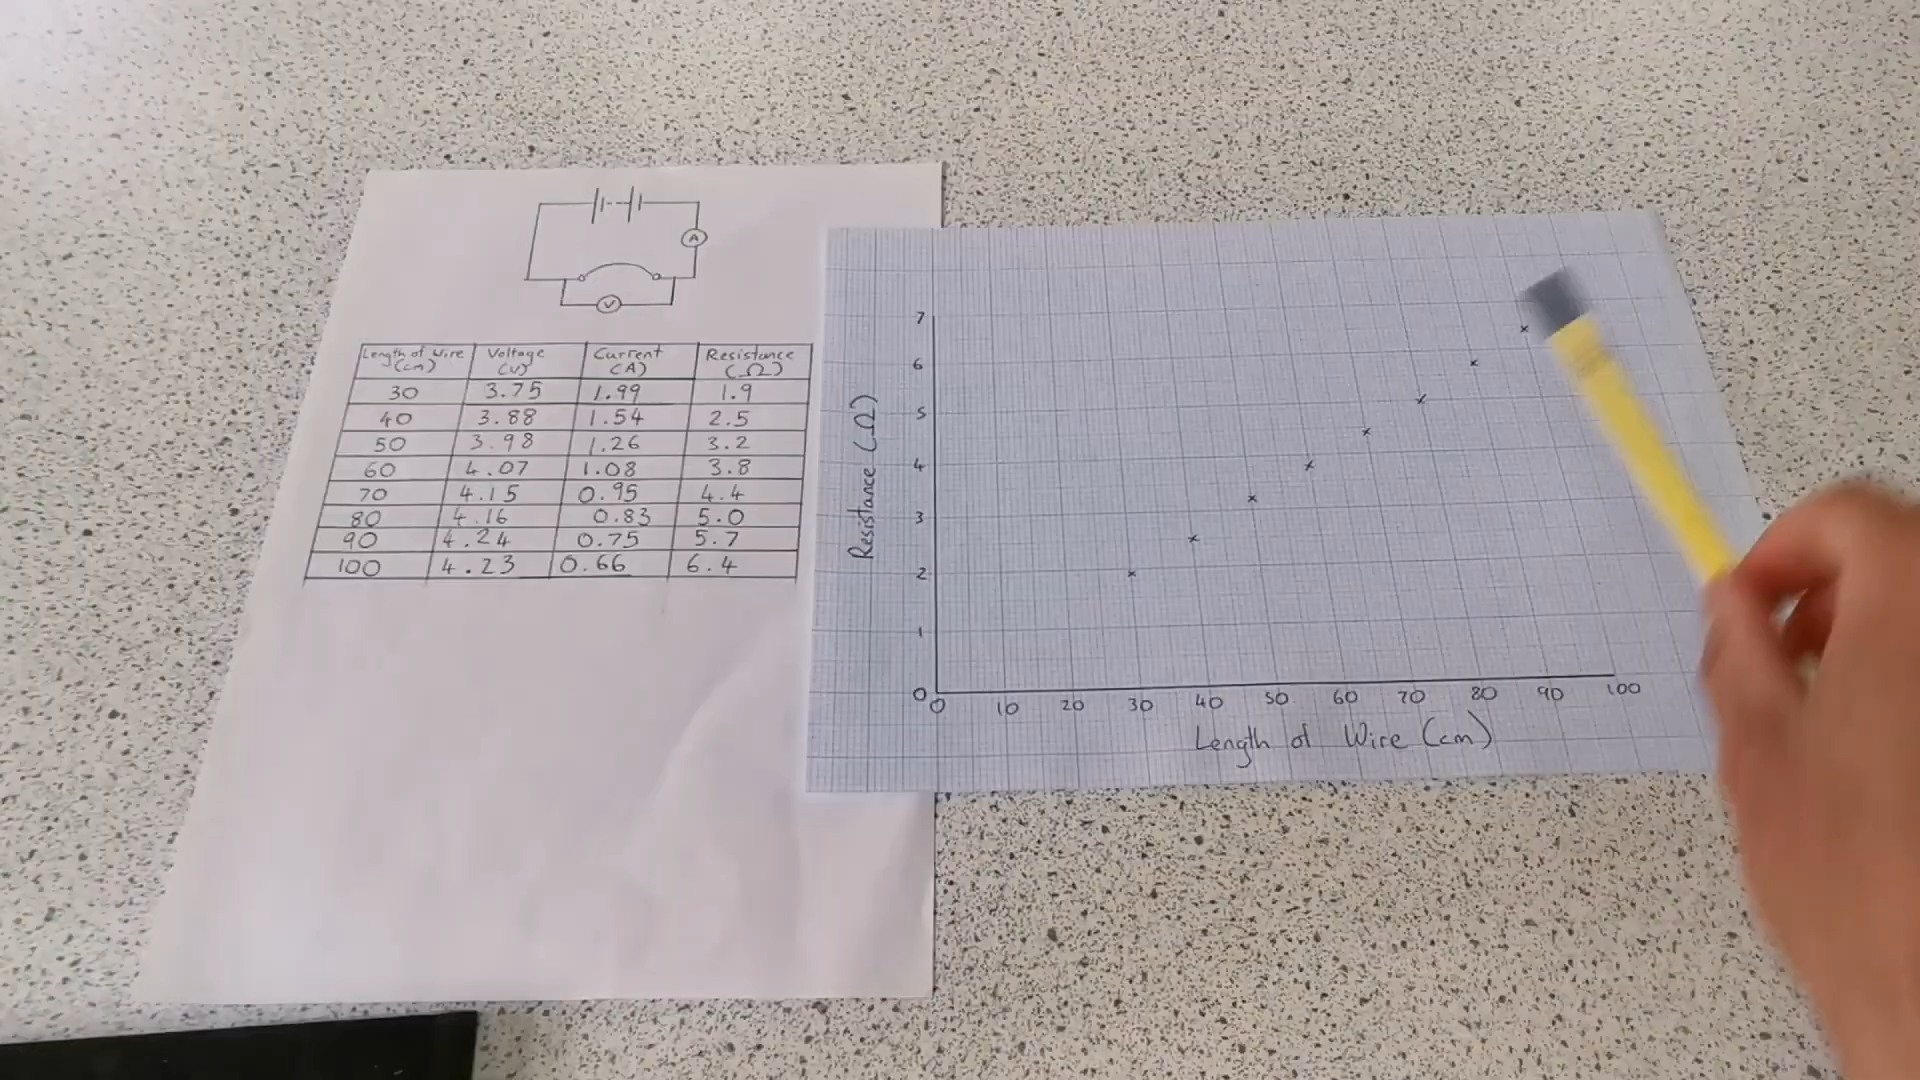 A
V
Length of Wire (cm) Voltage (V) Current (A) Resistance (Ω)
30 3.75 1.99 1.9
40 3.88 1.54 2.5
50 3.98 1.26 3.2
60 4.07 1.08 3.8
70 4.15 0.95 4.4
80 4.16 0.83 5.0
90 4.24 0.75 5.7
100 4.23 0.66 6.4
Resistance (Ω)
7
6
5
4
3
2
1
0
0 10 20 30 40 50 60 70 80 90 100
Length of Wire (cm)